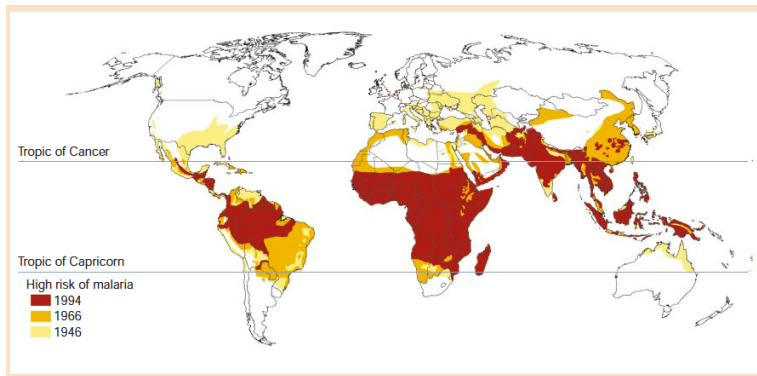 Tropic of Cancer
Tropic of Capricorn
High risk of malaria
1994
1966
1946